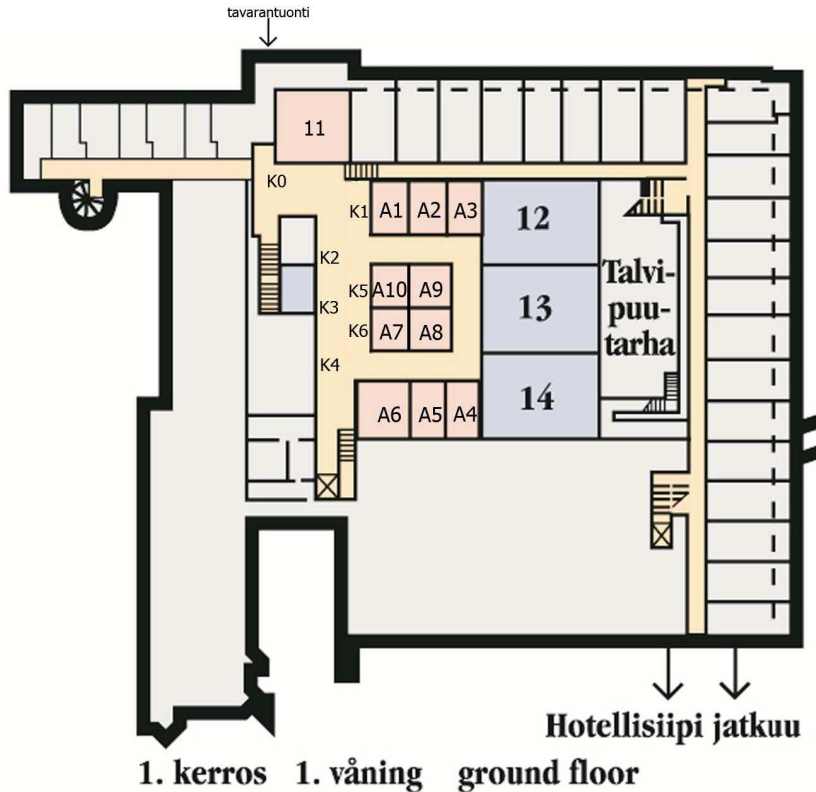 tavarantuonti
11
K0
K1 A1 A2 A3
12
K2
Talvi-
puu-
tarha
K5 A10 A9
13
K3
K6 A7 A8
K4
14
A6 A5 A4
Hotellisiipi jatkuu
1. kerros 1. våning ground floor